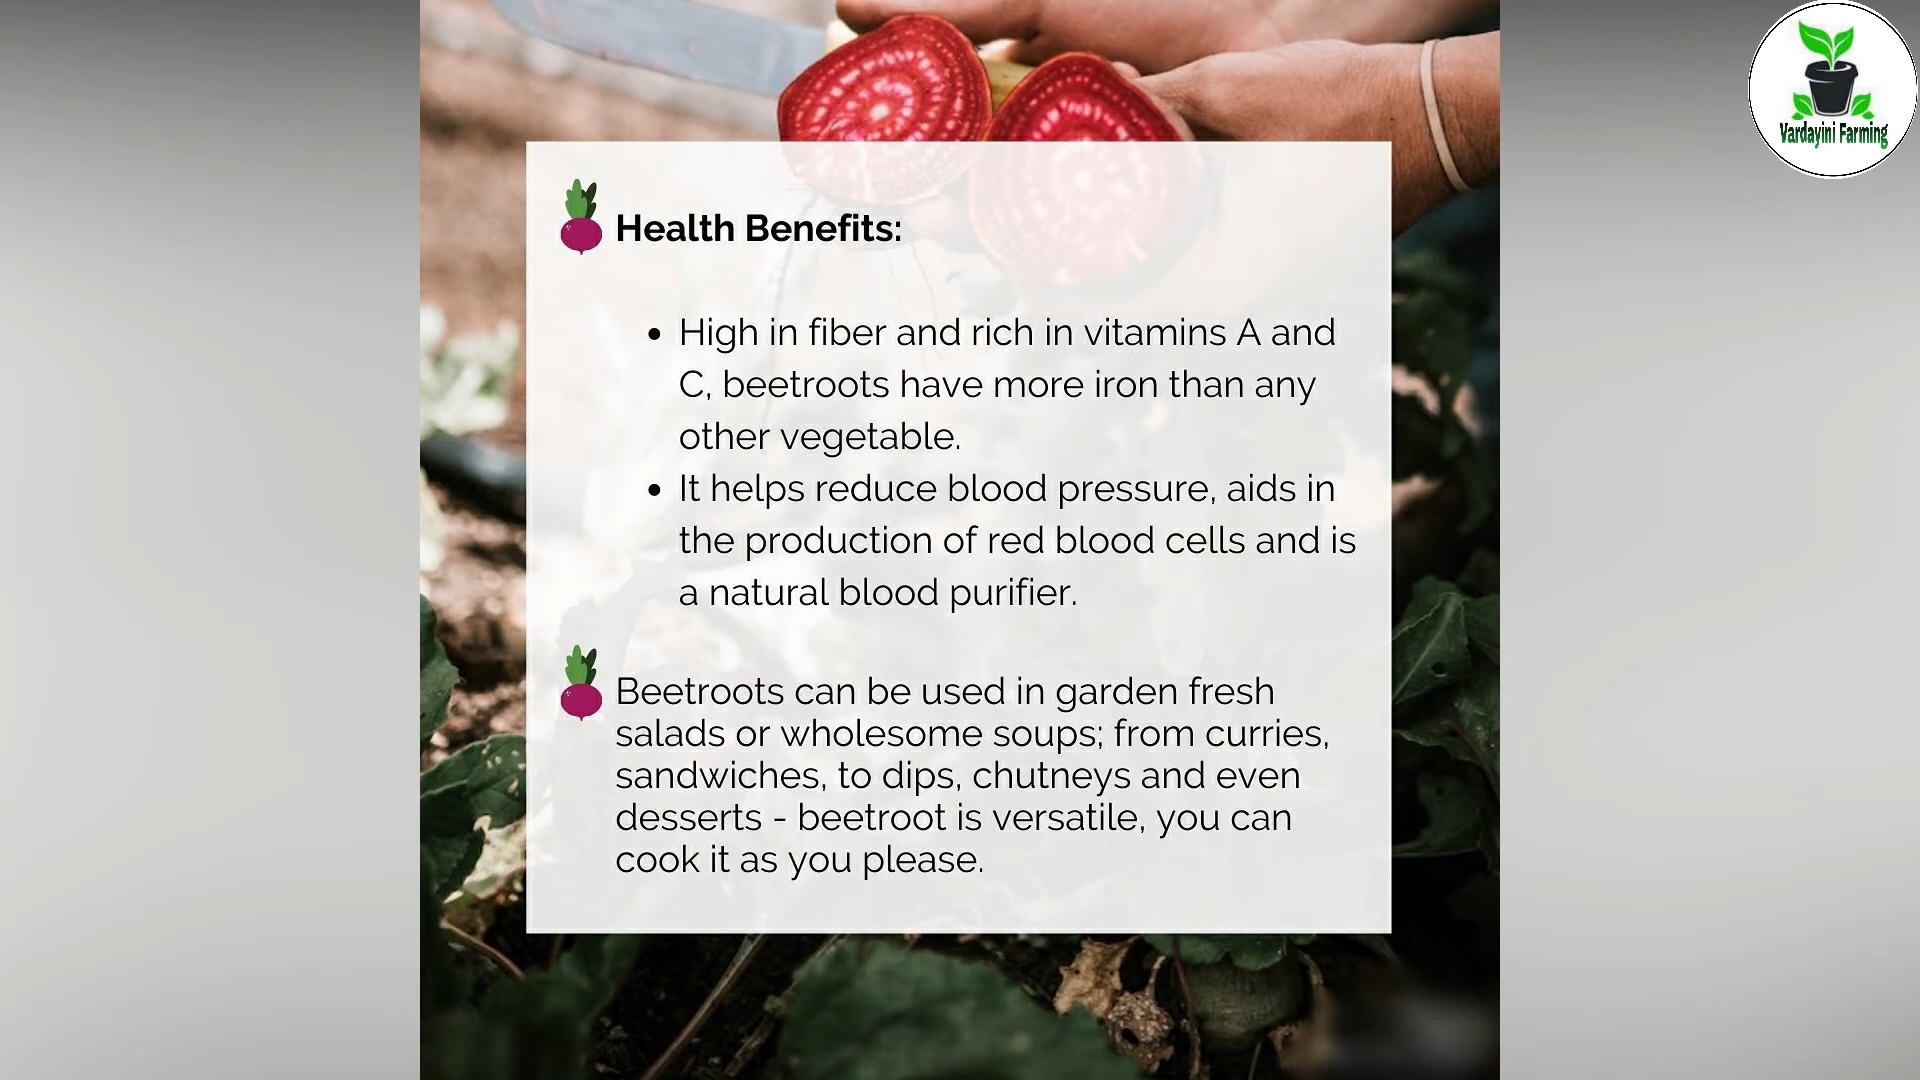 Vardayini Farming
Health Benefits:
• High in fiber and rich in vitamins A and
C, beetroots have more iron than any
other vegetable.
• It helps reduce blood pressure, aids in
the production of red blood cells and is
a natural blood purifier.
Beetroots can be used in garden fresh
salads or wholesome soups; from curries,
sandwiches, to dips, chutneys and even
desserts - beetroot is versatile, you can
cook it as you please.